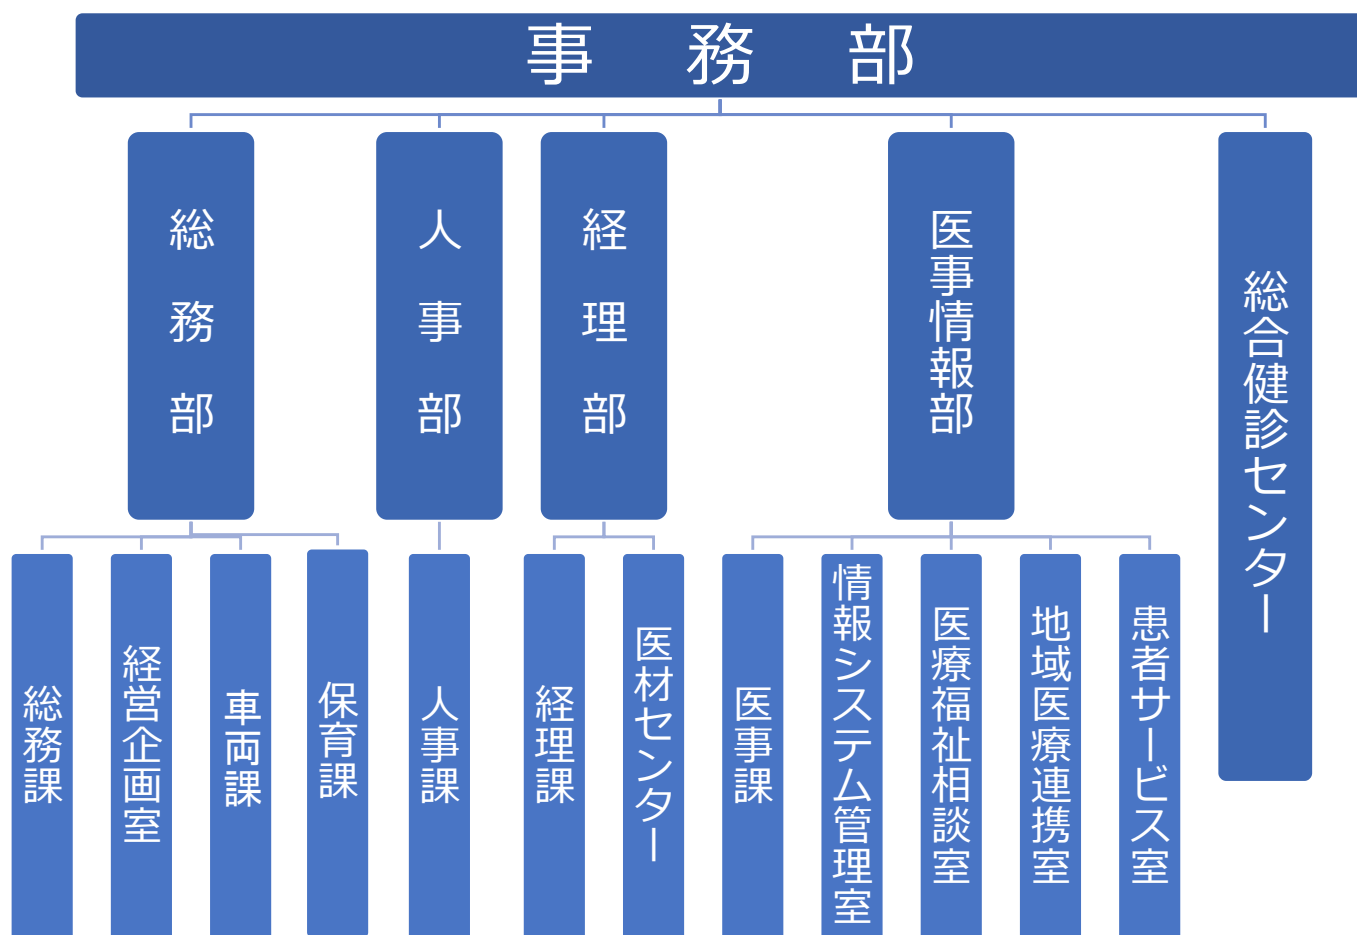 事務部
総務部
人事部
経理部
医事情報部
総合健診センター
総務課
経営企画室
車両課
保育課
人事課
経理課
医材センター
医事課
情報システム管理室
医療福祉相談室
地域医療連携室
患者サービス室